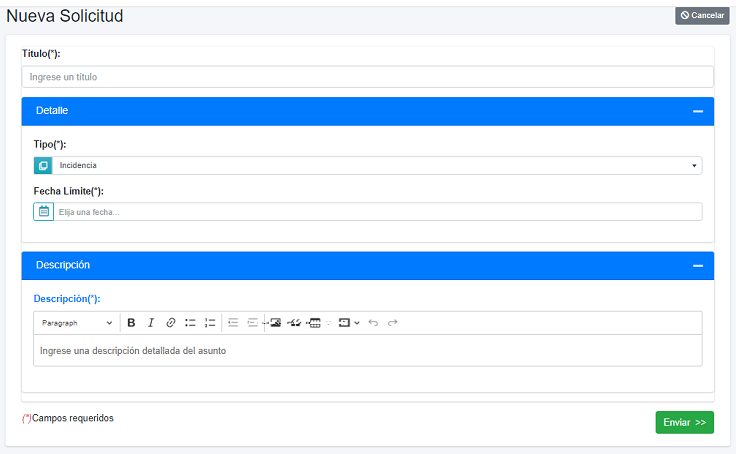 Nueva Solicitud
Cancelar
Título(*):
Ingrese un título
Detalle
Tipo(*):
Incidencia
Fecha Límite(*):
Elija una fecha...
Descripción
Descripción(*):
Paragraph B I
Ingrese una descripción detallada del asunto
(*)Campos requeridos
Enviar >>